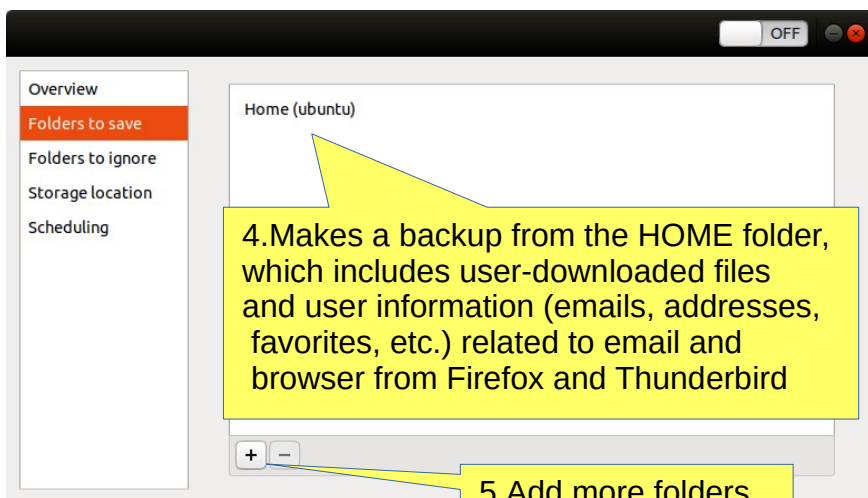 OFF
Overview
Folders to save
Folders to ignore
Storage location
Scheduling
Home (ubuntu)
4.Makes a backup from the HOME folder,
which includes user-downloaded files
and user information (emails, addresses,
favorites, etc.) related to email and
browser from Firefox and Thunderbird
+ −
5.Add more folders